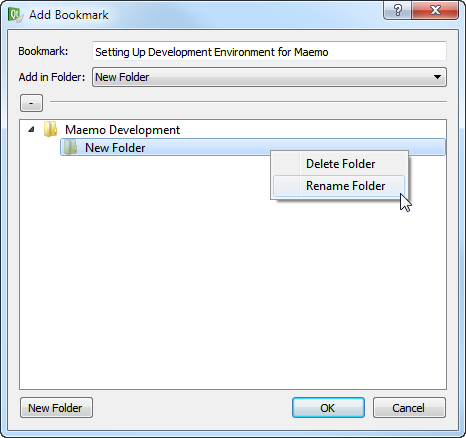 Add Bookmark
Bookmark: Setting Up Development Environment for Maemo
Add in Folder: New Folder
-
Maemo Development
New Folder
Delete Folder
Rename Folder
New Folder OK Cancel